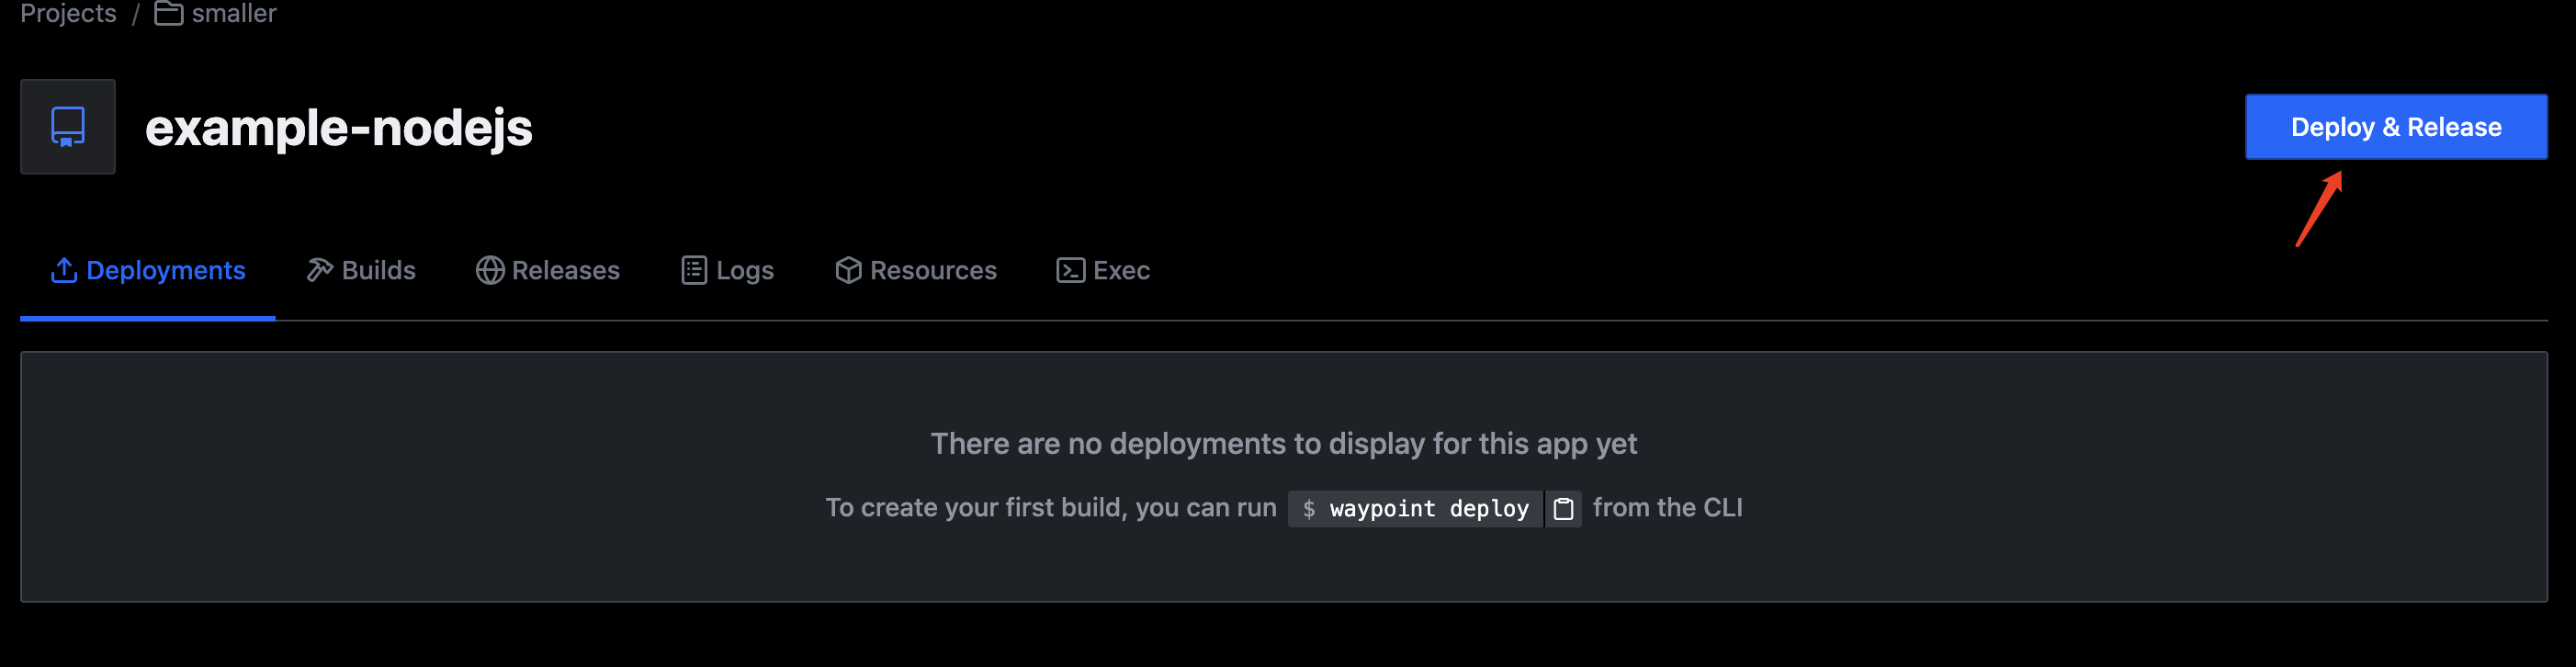 Projects / smaller
example-nodejs
Deploy & Release
Deployments Builds Releases Logs Resources Exec
There are no deployments to display for this app yet
To create your first build, you can run $ waypoint deploy from the CLI